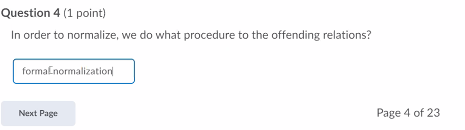 Question 4 (1 point)
In order to normalize, we do what procedure to the offending relations?
formal normalization
Next Page
Page 4 of 23